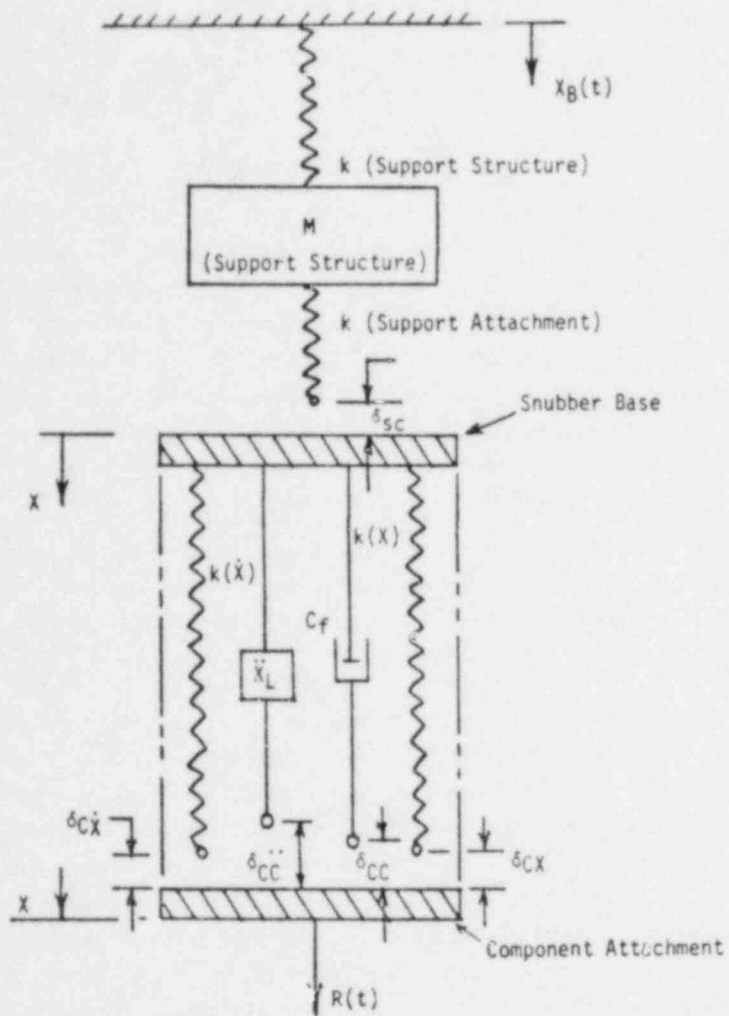 X_B(t)
k (Support Structure)
M
(Support Structure)
k (Support Attachment)
δ_SC
Snubber Base
X
k(Ẋ)
k(X)
C_f
Ẍ_L
δ_CẊ
δ_CC̈
δ_CC
δ_CX
X
Component Attachment
R(t)